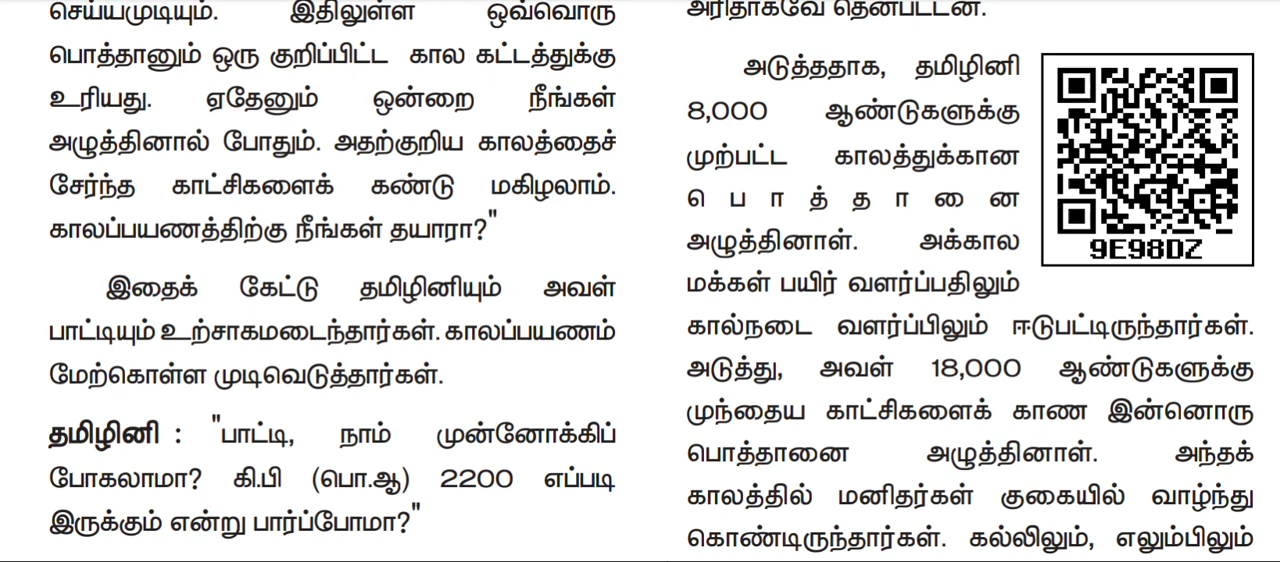 செய்யமுடியும். இதிலுள்ள ஒவ்வொரு
பொத்தானும் ஒரு குறிப்பிட்ட கால கட்டத்துக்கு
உரியது. ஏதேனும் ஒன்றை நீங்கள்
அழுத்தினால் போதும். அதற்குறிய காலத்தைச்
சேர்ந்த காட்சிகளைக் கண்டு மகிழலாம்.
காலப்பயணத்திற்கு நீங்கள் தயாரா?"
இதைக் கேட்டு தமிழினியும் அவள்
பாட்டியும் உற்சாகமடைந்தார்கள். காலப்பயணம்
மேற்கொள்ள முடிவெடுத்தார்கள்.
தமிழினி : "பாட்டி, நாம் முன்னோக்கிப்
போகலாமா? கி.பி (பொ.ஆ) 2200 எப்படி
இருக்கும் என்று பார்ப்போமா?"
அரிதாகவே தென்பட்டன.
அடுத்ததாக, தமிழினி
8,000 ஆண்டுகளுக்கு
முற்பட்ட காலத்துக்கான
பொத்தானை
அழுத்தினாள். அக்கால
மக்கள் பயிர் வளர்ப்பதிலும்
கால்நடை வளர்ப்பிலும் ஈடுபட்டிருந்தார்கள்.
அடுத்து, அவள் 18,000 ஆண்டுகளுக்கு
முந்தைய காட்சிகளைக் காண இன்னொரு
பொத்தானை அழுத்தினாள். அந்தக்
காலத்தில் மனிதர்கள் குகையில் வாழ்ந்து
கொண்டிருந்தார்கள். கல்லிலும், எலும்பிலும்
9E98DZ